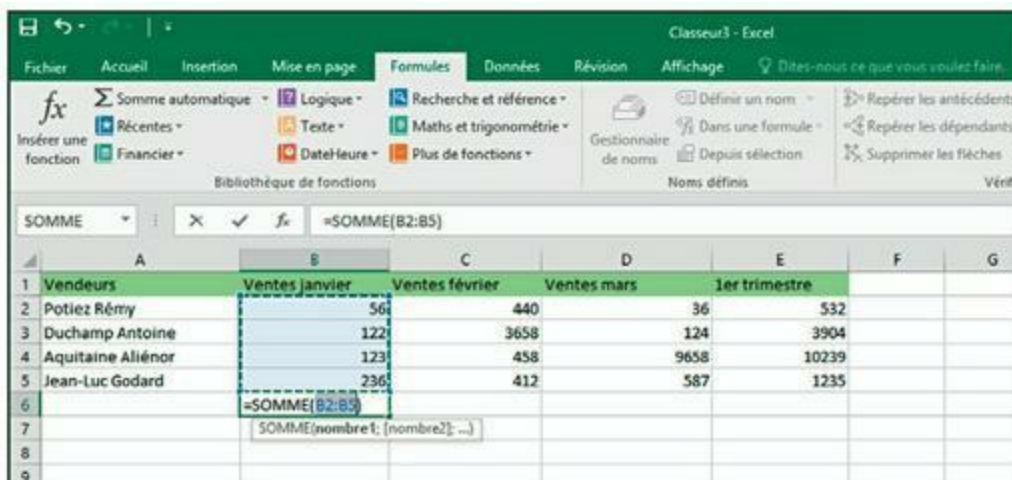 Classeur3 - Excel
Fichier Accueil Insertion Mise en page Formules Données Révision Affichage Dites-nous ce que vous voulez faire.
fx Σ Somme automatique Logique Recherche et référence Définir un nom Repérer les antécédents
Insérer une fonction Récentes Texte Maths et trigonométrie Gestionnaire de noms Dans une formule Repérer les dépendants
Financier DateHeure Plus de fonctions Depuis sélection Supprimer les flèches
Bibliothèque de fonctions Noms définis
SOMME fx =SOMME(B2:B5)
A B C D E F G
1 Vendeurs Ventes janvier Ventes février Ventes mars 1er trimestre
2 Potiez Rémy 56 440 36 532
3 Duchamp Antoine 122 3658 124 3904
4 Aquitaine Aliénor 123 458 9658 10239
5 Jean-Luc Godard 236 412 587 1235
6 =SOMME(B2:B5)
7 SOMME(nombre1; [nombre2]; ...)
8
9